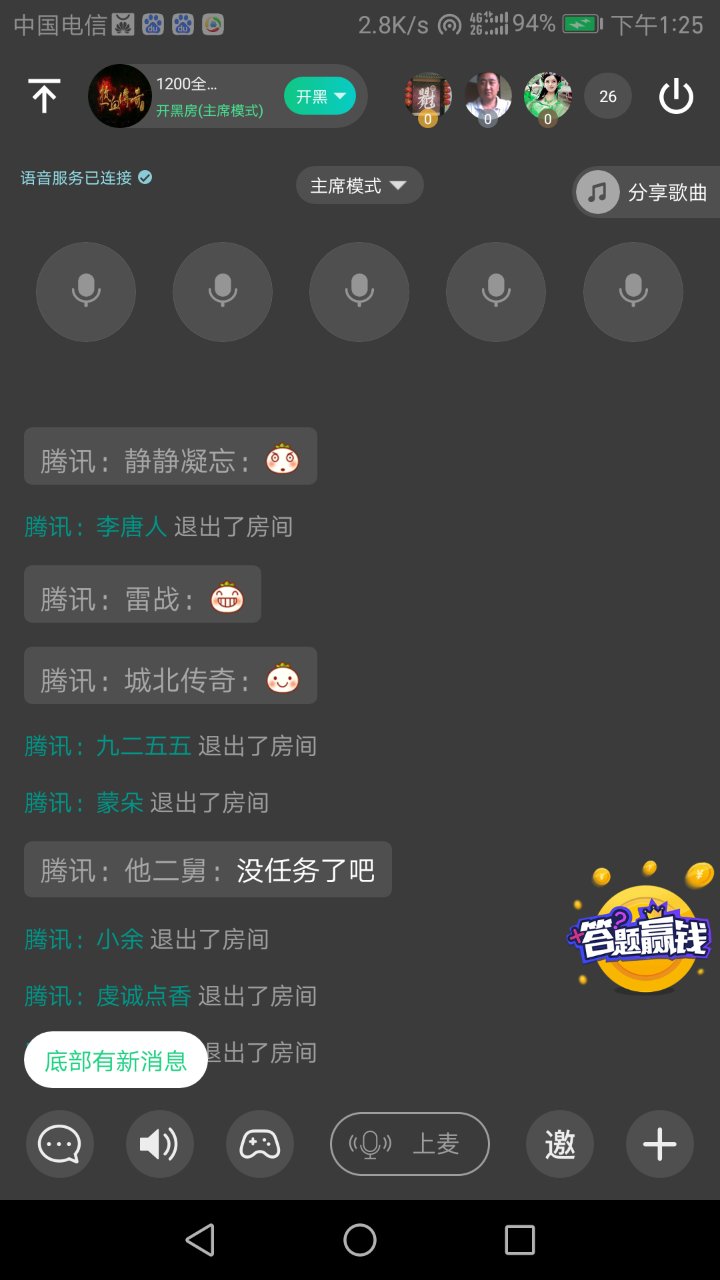 中国电信 2.8K/s 4G 2G 94% 下午1:25
热血传奇
1200全...
开黑房(主席模式)
开黑
0 0 0 26
语音服务已连接
主席模式
分享歌曲
腾讯：静静凝忘：
腾讯：李唐人 退出了房间
腾讯：雷战：
腾讯：城北传奇：
腾讯：九二五五 退出了房间
腾讯：蒙朵 退出了房间
腾讯：他二舅：没任务了吧
答题赢钱
腾讯：小余 退出了房间
腾讯：虔诚点香 退出了房间
退出了房间
底部有新消息
上麦
邀